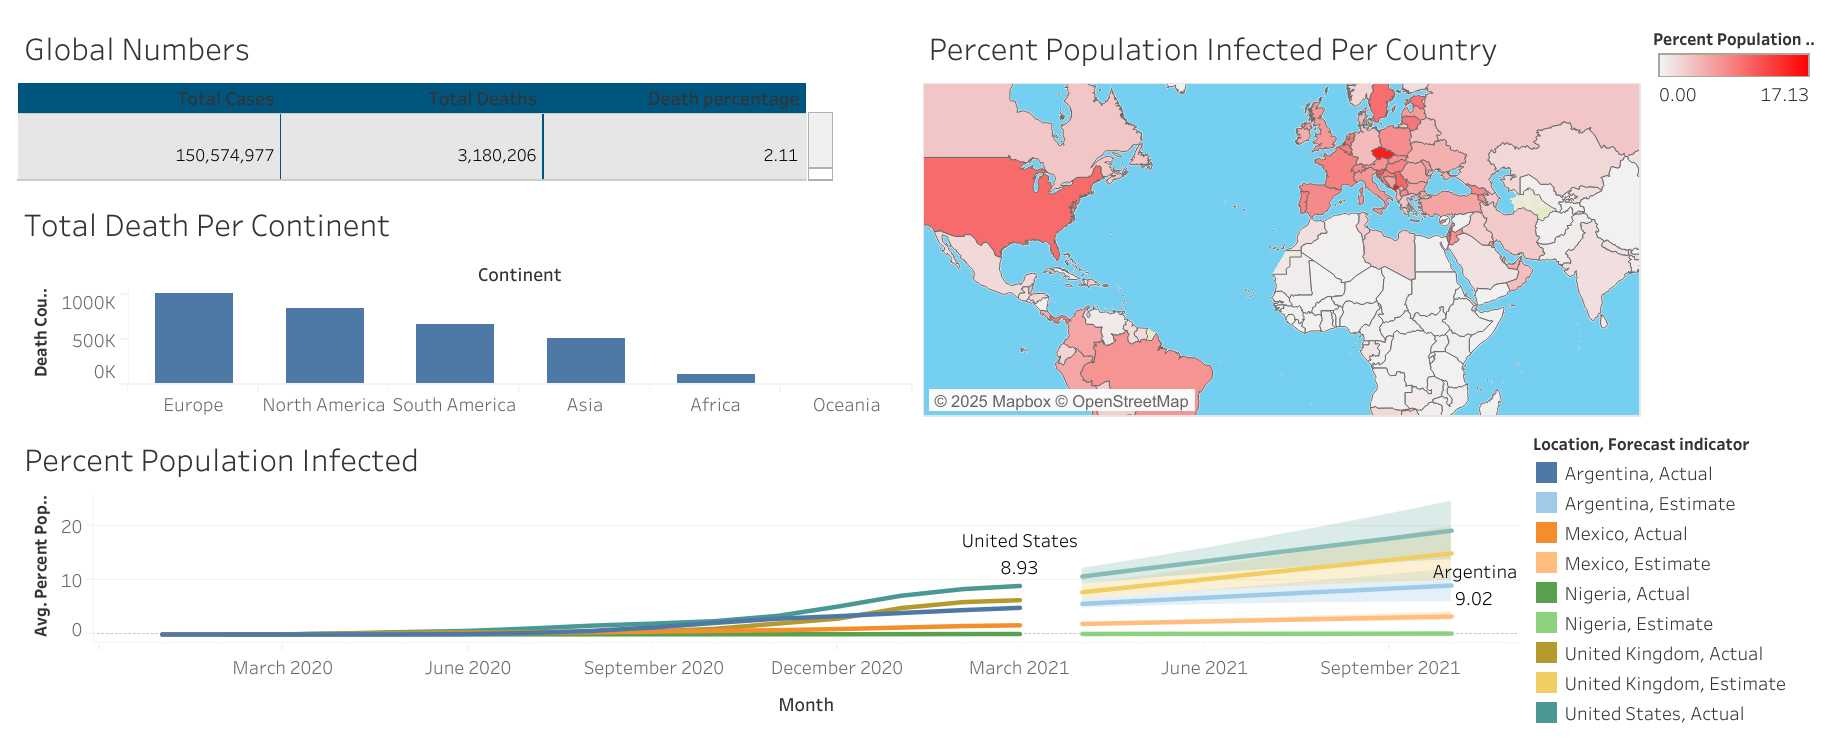 Global Numbers
Total Cases Total Deaths Death percentage
150,574,977 3,180,206 2.11
Total Death Per Continent
Continent
Death Cou..
1000K
500K
0K
Europe North America South America Asia Africa Oceania
Percent Population Infected Per Country
© 2025 Mapbox © OpenStreetMap
Percent Population ..
0.00 17.13
Percent Population Infected
Avg. Percent Pop..
20
10
0
United States
8.93
Argentina
9.02
March 2020 June 2020 September 2020 December 2020 March 2021 June 2021 September 2021
Month
Location, Forecast indicator
Argentina, Actual
Argentina, Estimate
Mexico, Actual
Mexico, Estimate
Nigeria, Actual
Nigeria, Estimate
United Kingdom, Actual
United Kingdom, Estimate
United States, Actual